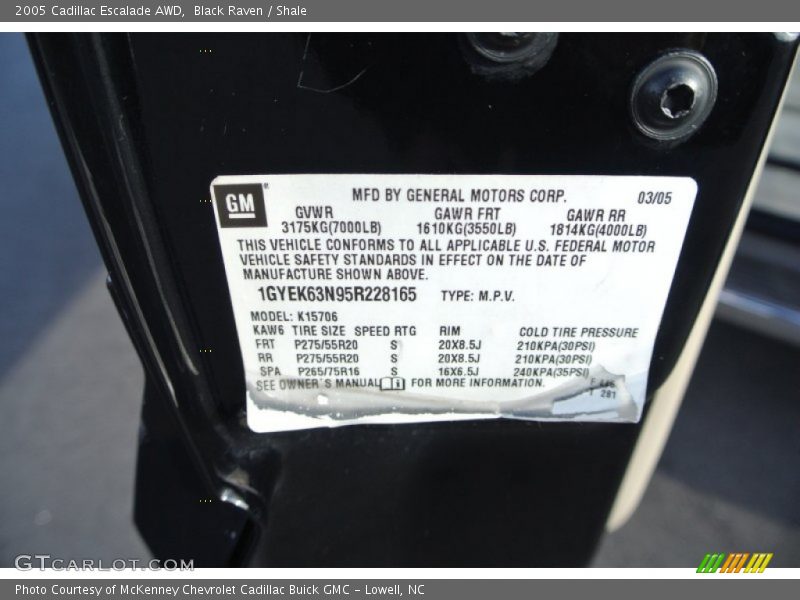 2005 Cadillac Escalade AWD, Black Raven / Shale
GM
MFD BY GENERAL MOTORS CORP. 03/05
GVWR GAWR FRT GAWR RR
3175KG(7000LB) 1610KG(3550LB) 1814KG(4000LB)
THIS VEHICLE CONFORMS TO ALL APPLICABLE U.S. FEDERAL MOTOR
VEHICLE SAFETY STANDARDS IN EFFECT ON THE DATE OF
MANUFACTURE SHOWN ABOVE.
1GYEK63N95R228165 TYPE: M.P.V.
MODEL: K15706
KAW6 TIRE SIZE SPEED RTG RIM COLD TIRE PRESSURE
FRT P275/55R20 S 20X8.5J 210KPA(30PSI)
RR P275/55R20 S 20X8.5J 210KPA(30PSI)
SPA P265/75R16 S 16X6.5J 240KPA(35PSI)
SEE OWNER'S MANUAL FOR MORE INFORMATION.
T 281
GTCarLot.com
Photo Courtesy of McKenney Chevrolet Cadillac Buick GMC - Lowell, NC